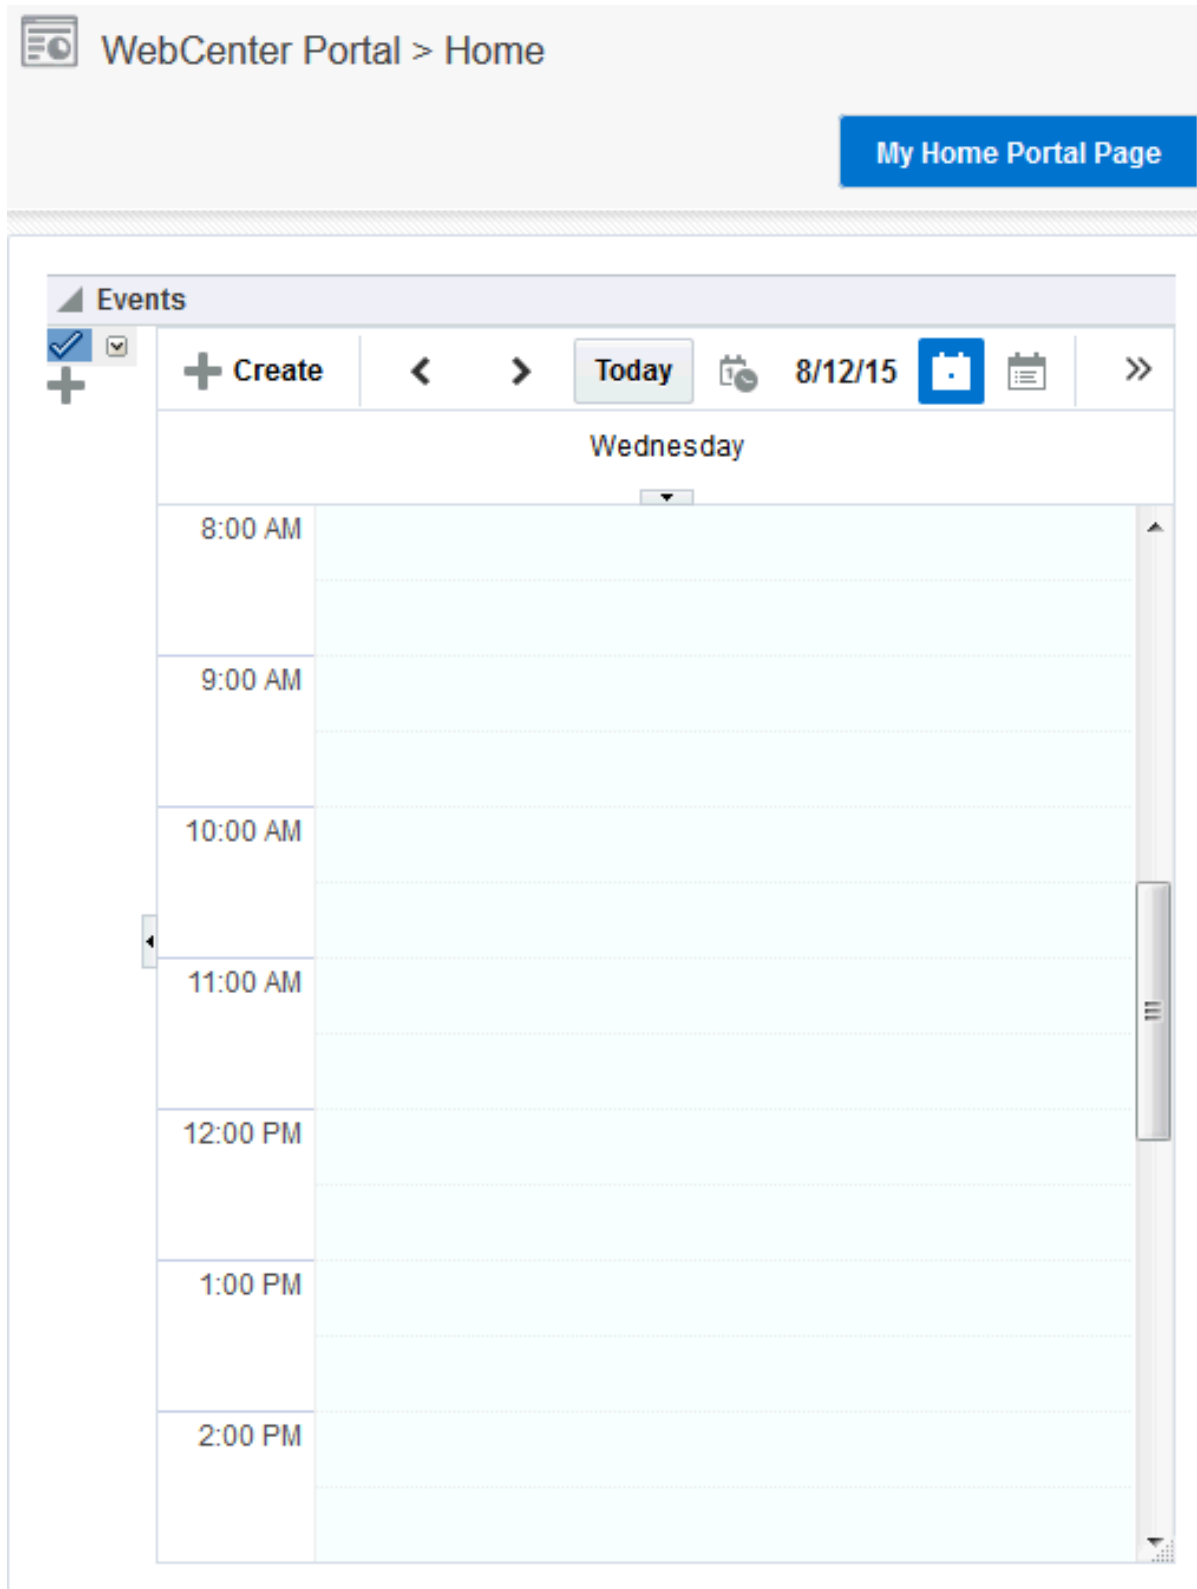 WebCenter Portal > Home
My Home Portal Page
Events
Create Today 8/12/15
Wednesday
8:00 AM
9:00 AM
10:00 AM
11:00 AM
12:00 PM
1:00 PM
2:00 PM